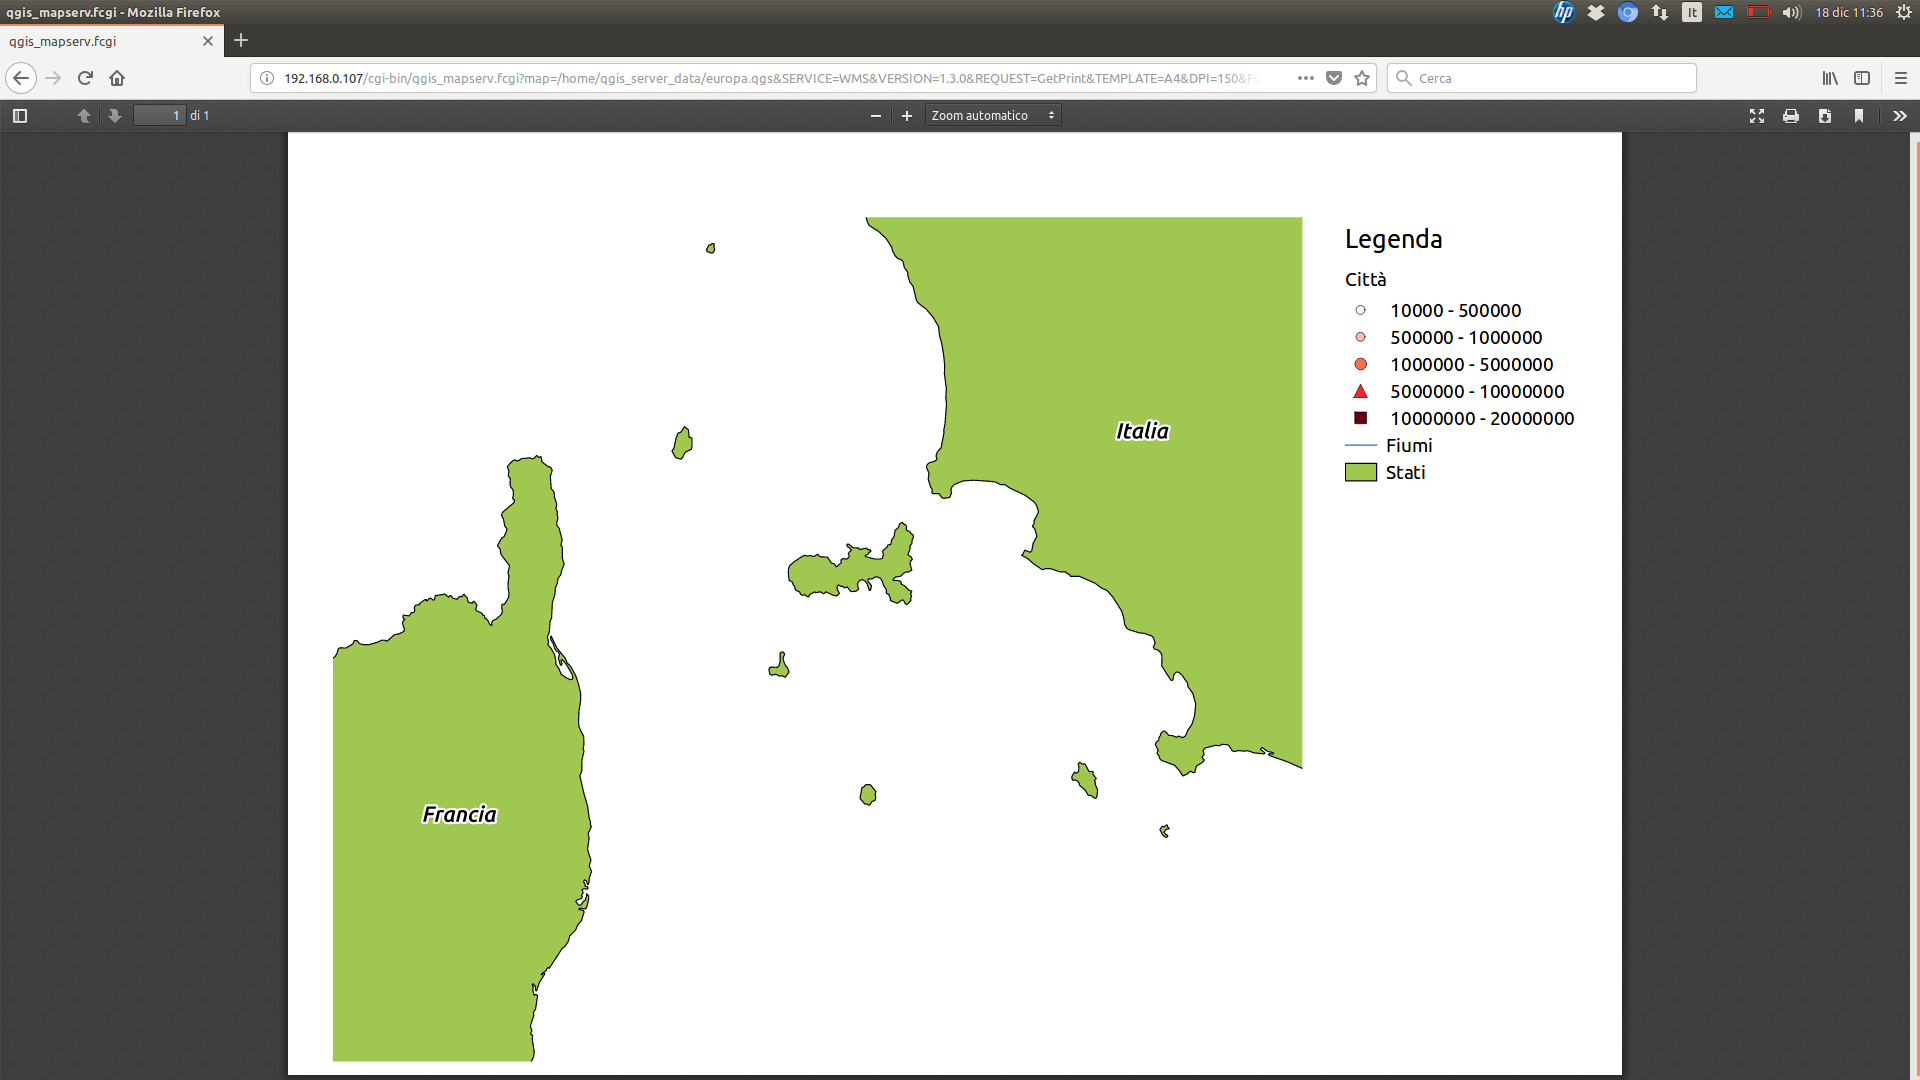 qgis_mapserv.fcgi - Mozilla Firefox
hp
It
18 dic 11:36
qgis_mapserv.fcgi
192.168.0.107/cgi-bin/qgis_mapserv.fcgi?map=/home/qgis_server_data/europa.qgs&SERVICE=WMS&VERSION=1.3.0&REQUEST=GetPrint&TEMPLATE=A4&DPI=150&FO
Cerca
1
di 1
Zoom automatico
Legenda
Città
10000 - 500000
500000 - 1000000
1000000 - 5000000
5000000 - 10000000
10000000 - 20000000
Fiumi
Stati
Italia
Francia